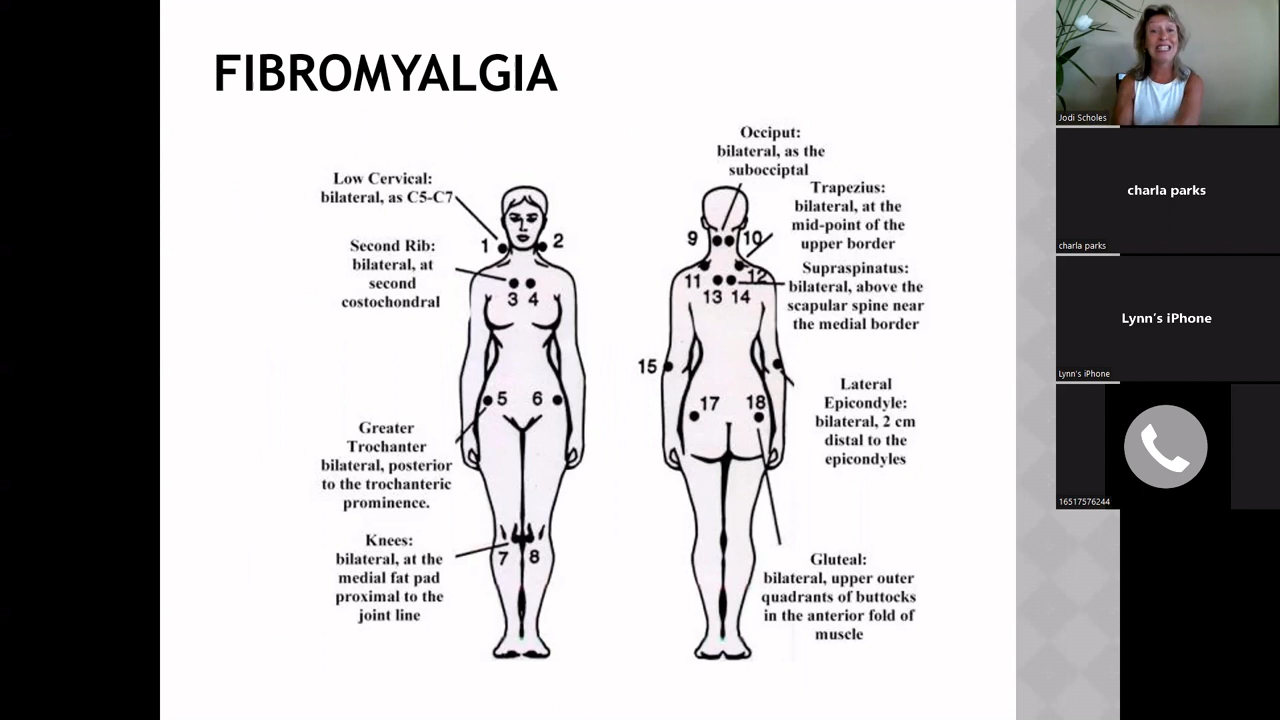 FIBROMYALGIA
Low Cervical:
bilateral, as C5-C7
Second Rib:
bilateral, at
second
costochondral
Greater
Trochanter
bilateral, posterior
to the trochanteric
prominence.
Knees:
bilateral, at the
medial fat pad
proximal to the
joint line
1
2
3 4
5 6
7 8
Occiput:
bilateral, as the
subocciptal
Trapezius:
bilateral, at the
mid-point of the
upper border
Supraspinatus:
bilateral, above the
scapular spine near
the medial border
Lateral
Epicondyle:
bilateral, 2 cm
distal to the
epicondyles
Gluteal:
bilateral, upper outer
quadrants of buttocks
in the anterior fold of
muscle
9 10
11 12
13 14
15
17 18
Jodi Scholes
charla parks
charla parks
Lynn's iPhone
Lynn's iPhone
16517576244